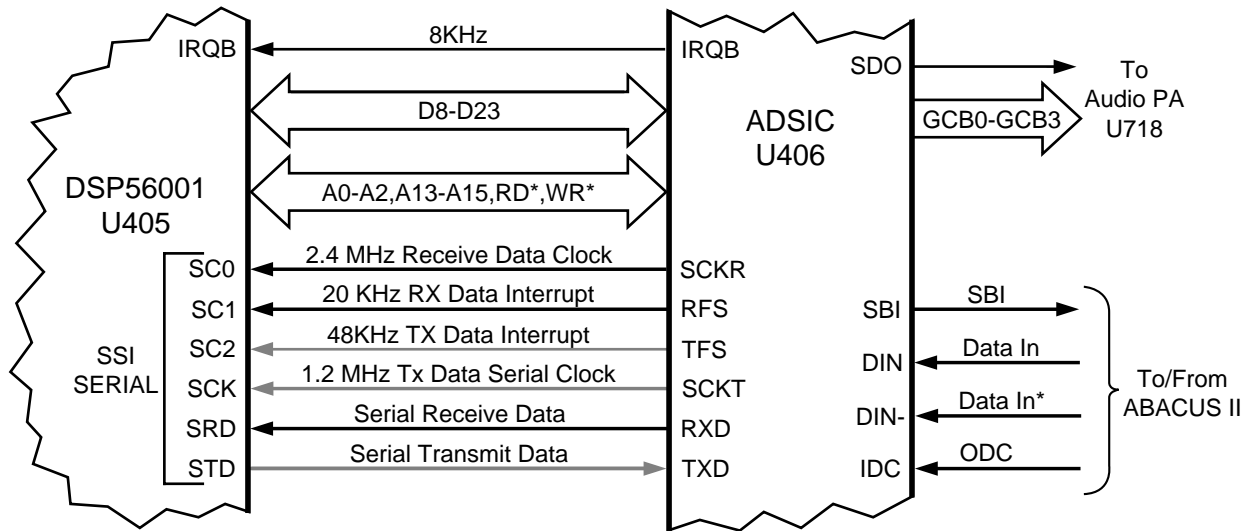 IRQB
8KHz
IRQB
SDO
To
Audio PA
U718
D8-D23
ADSIC
U406
GCB0-GCB3
DSP56001
U405
A0-A2,A13-A15,RD*,WR*
SC0
2.4 MHz Receive Data Clock
SCKR
SC1
20 KHz RX Data Interrupt
RFS
SBI
SBI
SC2
48KHz TX Data Interrupt
TFS
DIN
Data In
SSI
SERIAL
SCK
1.2 MHz Tx Data Serial Clock
SCKT
To/From
ABACUS II
SRD
Serial Receive Data
RXD
DIN-
Data In*
STD
Serial Transmit Data
TXD
IDC
ODC